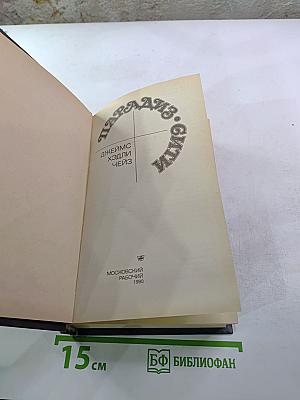 ПАРАДИЗ·СИТИ
ДЖЕЙМС
ХЭДЛИ
ЧЕЙЗ
МОСКОВСКИЙ
РАБОЧИЙ
1990
15 см
БФ БИБЛИОФАН